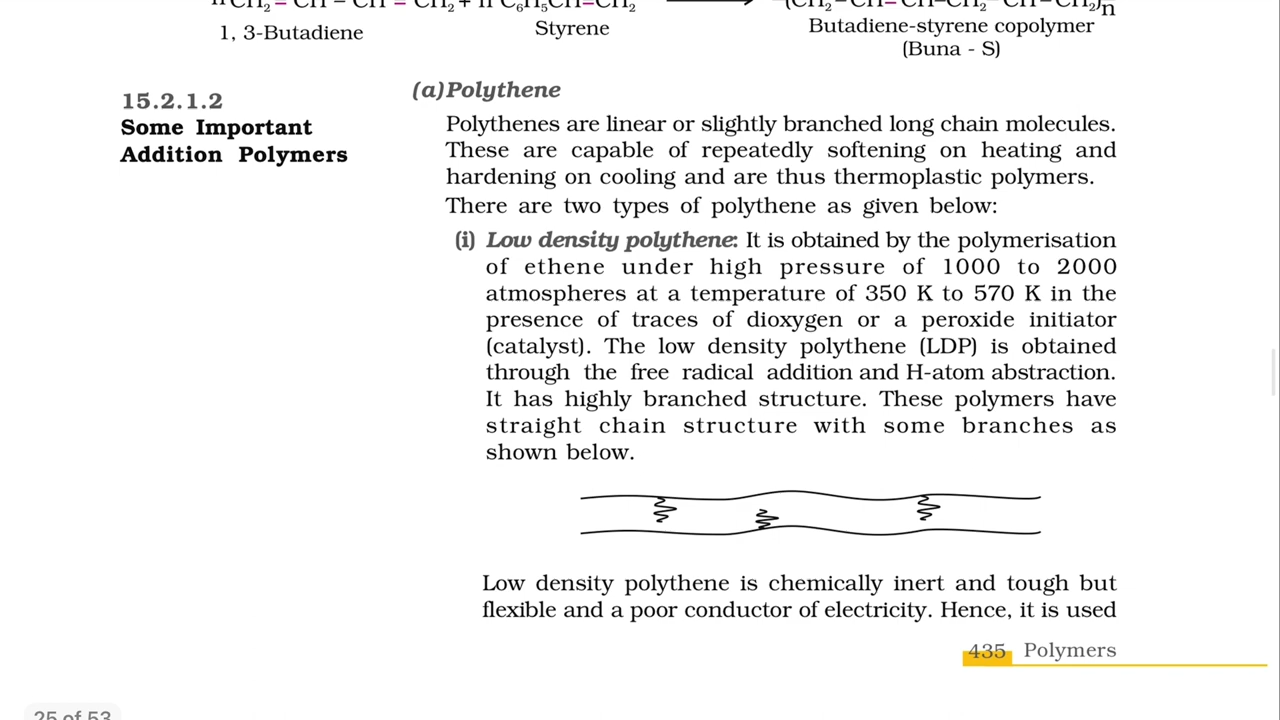 n CH₂ = CH – CH = CH₂ + n C₆H₅CH=CH₂ ⟶ –(CH₂–CH=CH–CH₂–CH–CH₂)n
1, 3-Butadiene Styrene Butadiene-styrene copolymer
(Buna - S)
15.2.1.2
Some Important
Addition Polymers
(a) Polythene
Polythenes are linear or slightly branched long chain molecules.
These are capable of repeatedly softening on heating and
hardening on cooling and are thus thermoplastic polymers.
There are two types of polythene as given below:
(i) Low density polythene: It is obtained by the polymerisation
of ethene under high pressure of 1000 to 2000
atmospheres at a temperature of 350 K to 570 K in the
presence of traces of dioxygen or a peroxide initiator
(catalyst). The low density polythene (LDP) is obtained
through the free radical addition and H-atom abstraction.
It has highly branched structure. These polymers have
straight chain structure with some branches as
shown below.
Low density polythene is chemically inert and tough but
flexible and a poor conductor of electricity. Hence, it is used
435 Polymers
25 of 53